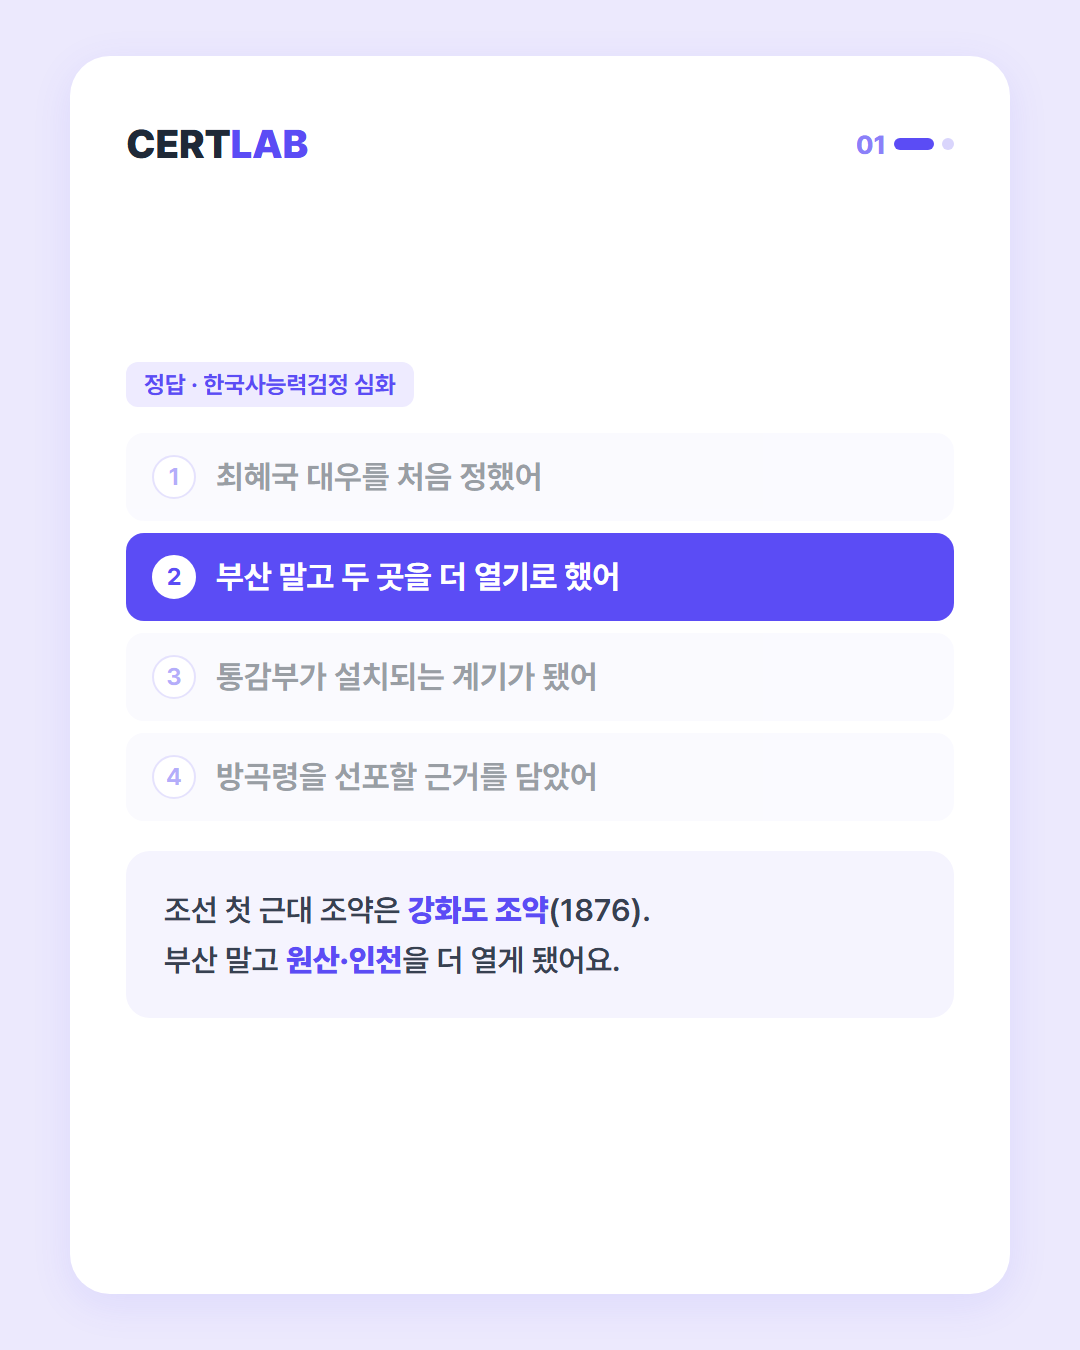 CERTLAB
01
정답 · 한국사능력검정 심화
1 최혜국 대우를 처음 정했어
2 부산 말고 두 곳을 더 열기로 했어
3 통감부가 설치되는 계기가 됐어
4 방곡령을 선포할 근거를 담았어
조선 첫 근대 조약은 강화도 조약(1876).
부산 말고 원산·인천을 더 열게 됐어요.